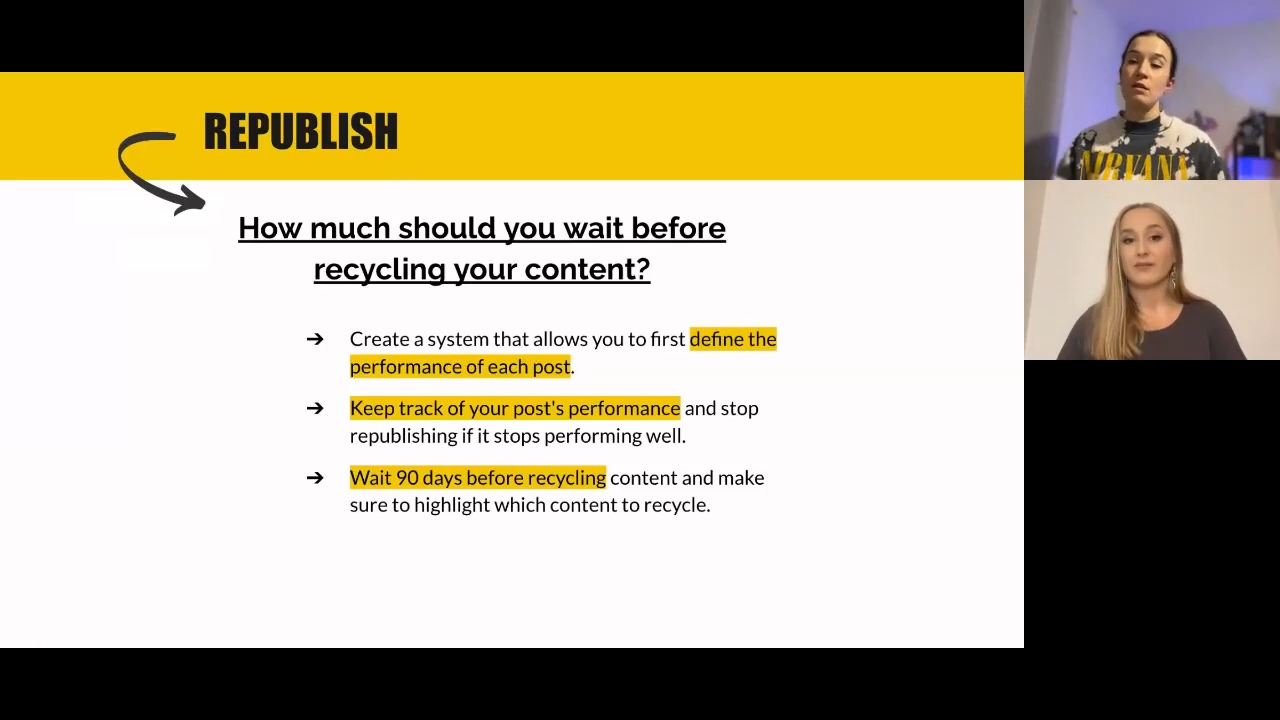 REPUBLISH
How much should you wait before
recycling your content?
➔ Create a system that allows you to first define the
performance of each post.
➔ Keep track of your post's performance and stop
republishing if it stops performing well.
➔ Wait 90 days before recycling content and make
sure to highlight which content to recycle.
NIRVANA